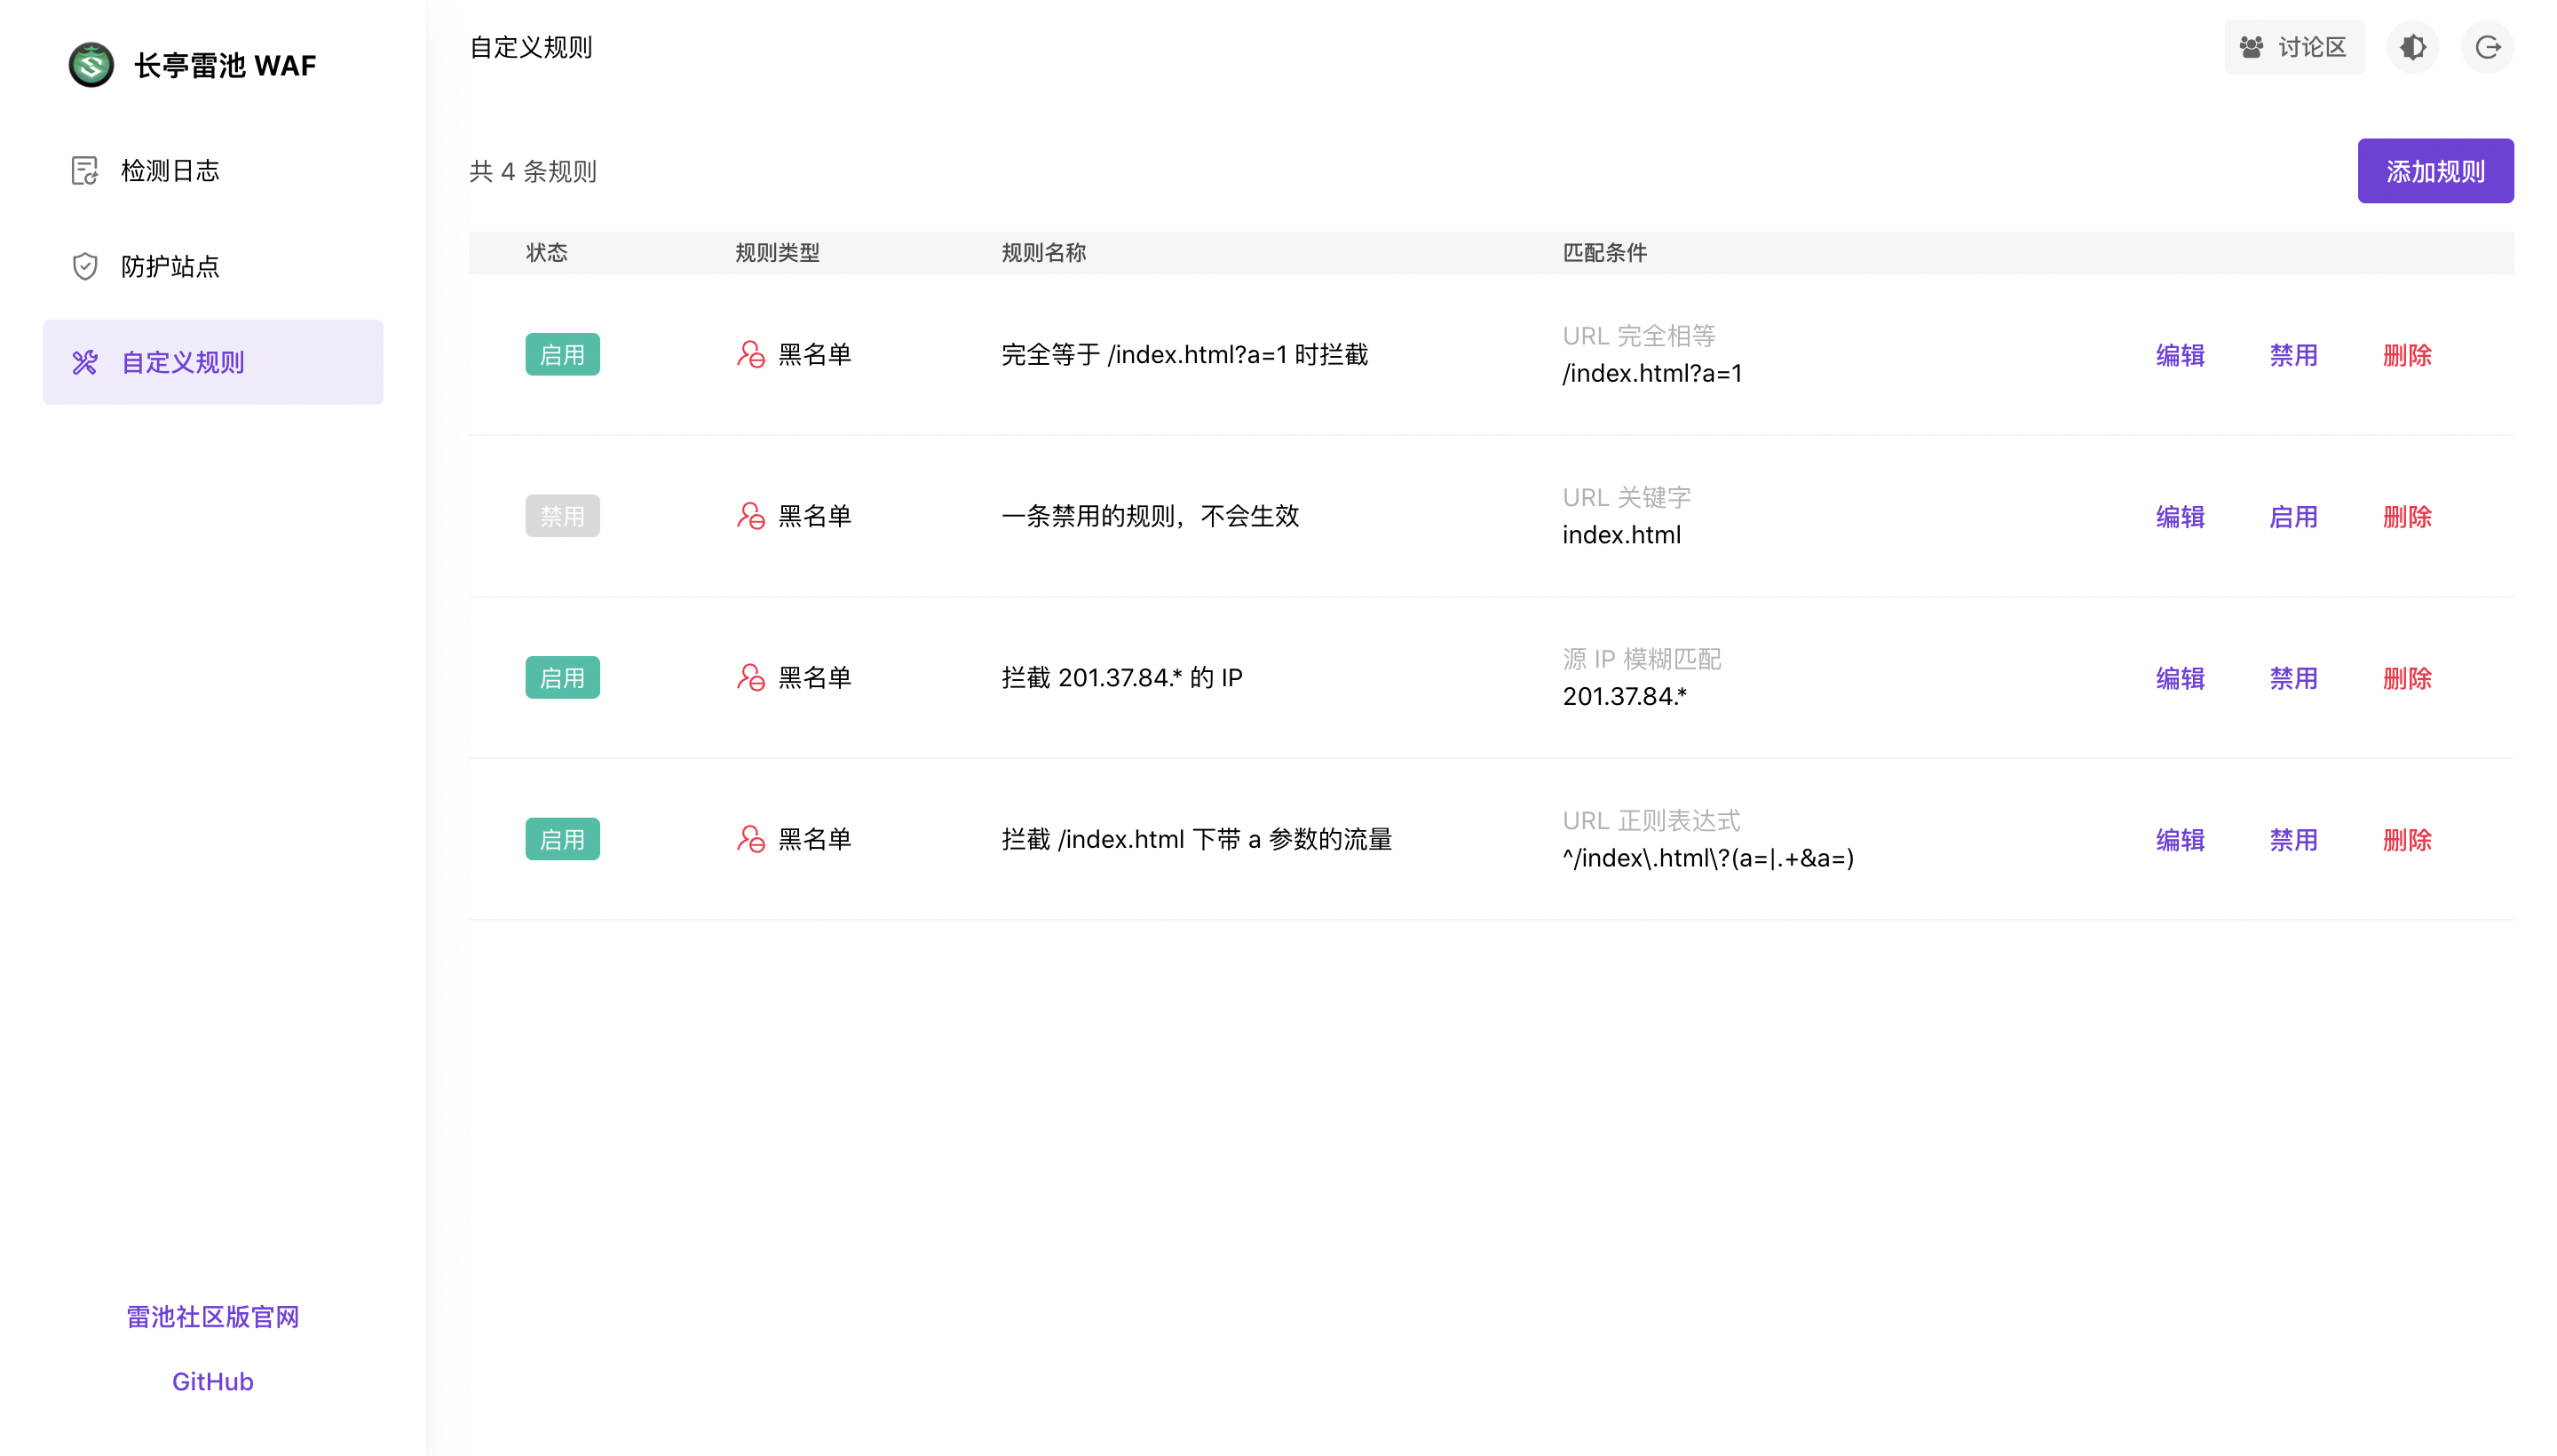 长亭雷池 WAF
检测日志
防护站点
自定义规则
雷池社区版官网
GitHub
自定义规则
讨论区
共 4 条规则
添加规则
状态 规则类型 规则名称 匹配条件
启用 黑名单 完全等于 /index.html?a=1 时拦截
URL 完全相等
/index.html?a=1
编辑 禁用 删除
禁用 黑名单 一条禁用的规则，不会生效
URL 关键字
index.html
编辑 启用 删除
启用 黑名单 拦截 201.37.84.* 的 IP
源 IP 模糊匹配
201.37.84.*
编辑 禁用 删除
启用 黑名单 拦截 /index.html 下带 a 参数的流量
URL 正则表达式
^/index\.html\?(a=|.+&a=)
编辑 禁用 删除